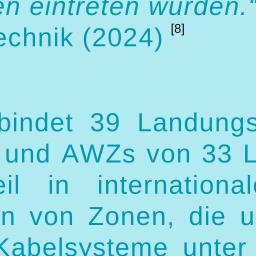 en eintreten würden."
echnik (2024) [8]
bindet 39 Landungs
und AWZs von 33 L
eil in international
n von Zonen, die u
Kabelsysteme unter